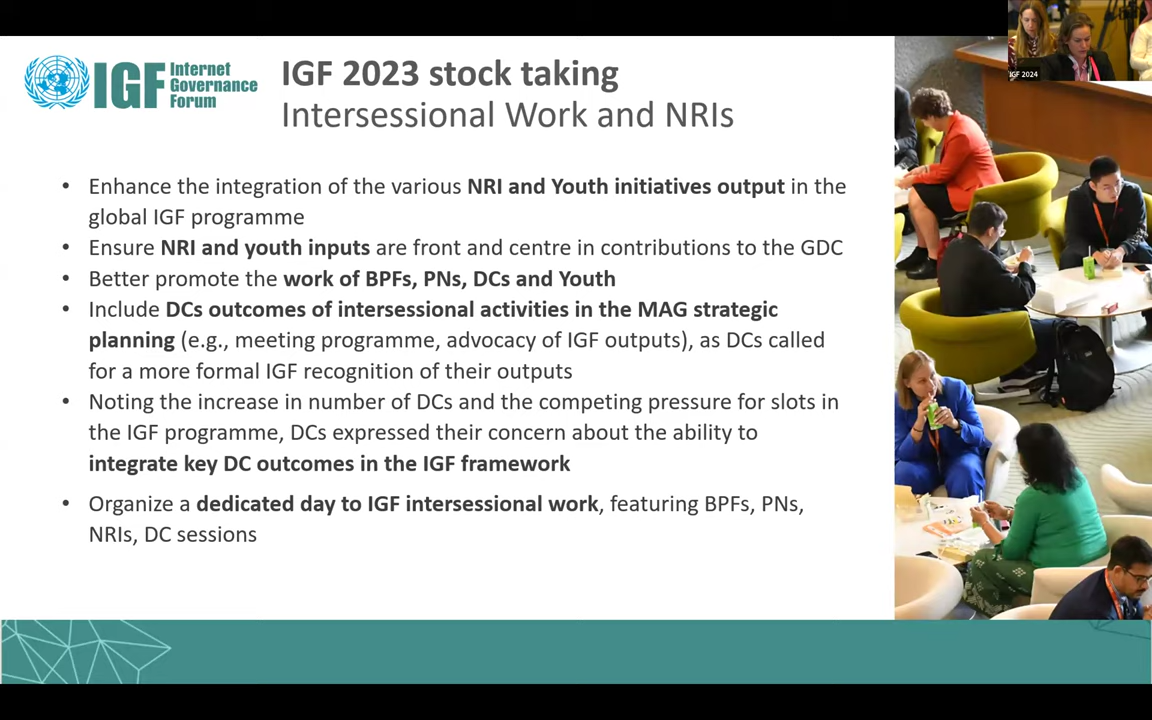 IGF Internet
Governance
Forum
IGF 2023 stock taking
Intersessional Work and NRIs
IGF 2024
• Enhance the integration of the various NRI and Youth initiatives output in the
global IGF programme
• Ensure NRI and youth inputs are front and centre in contributions to the GDC
• Better promote the work of BPFs, PNs, DCs and Youth
• Include DCs outcomes of intersessional activities in the MAG strategic
planning (e.g., meeting programme, advocacy of IGF outputs), as DCs called
for a more formal IGF recognition of their outputs
• Noting the increase in number of DCs and the competing pressure for slots in
the IGF programme, DCs expressed their concern about the ability to
integrate key DC outcomes in the IGF framework
• Organize a dedicated day to IGF intersessional work, featuring BPFs, PNs,
NRIs, DC sessions